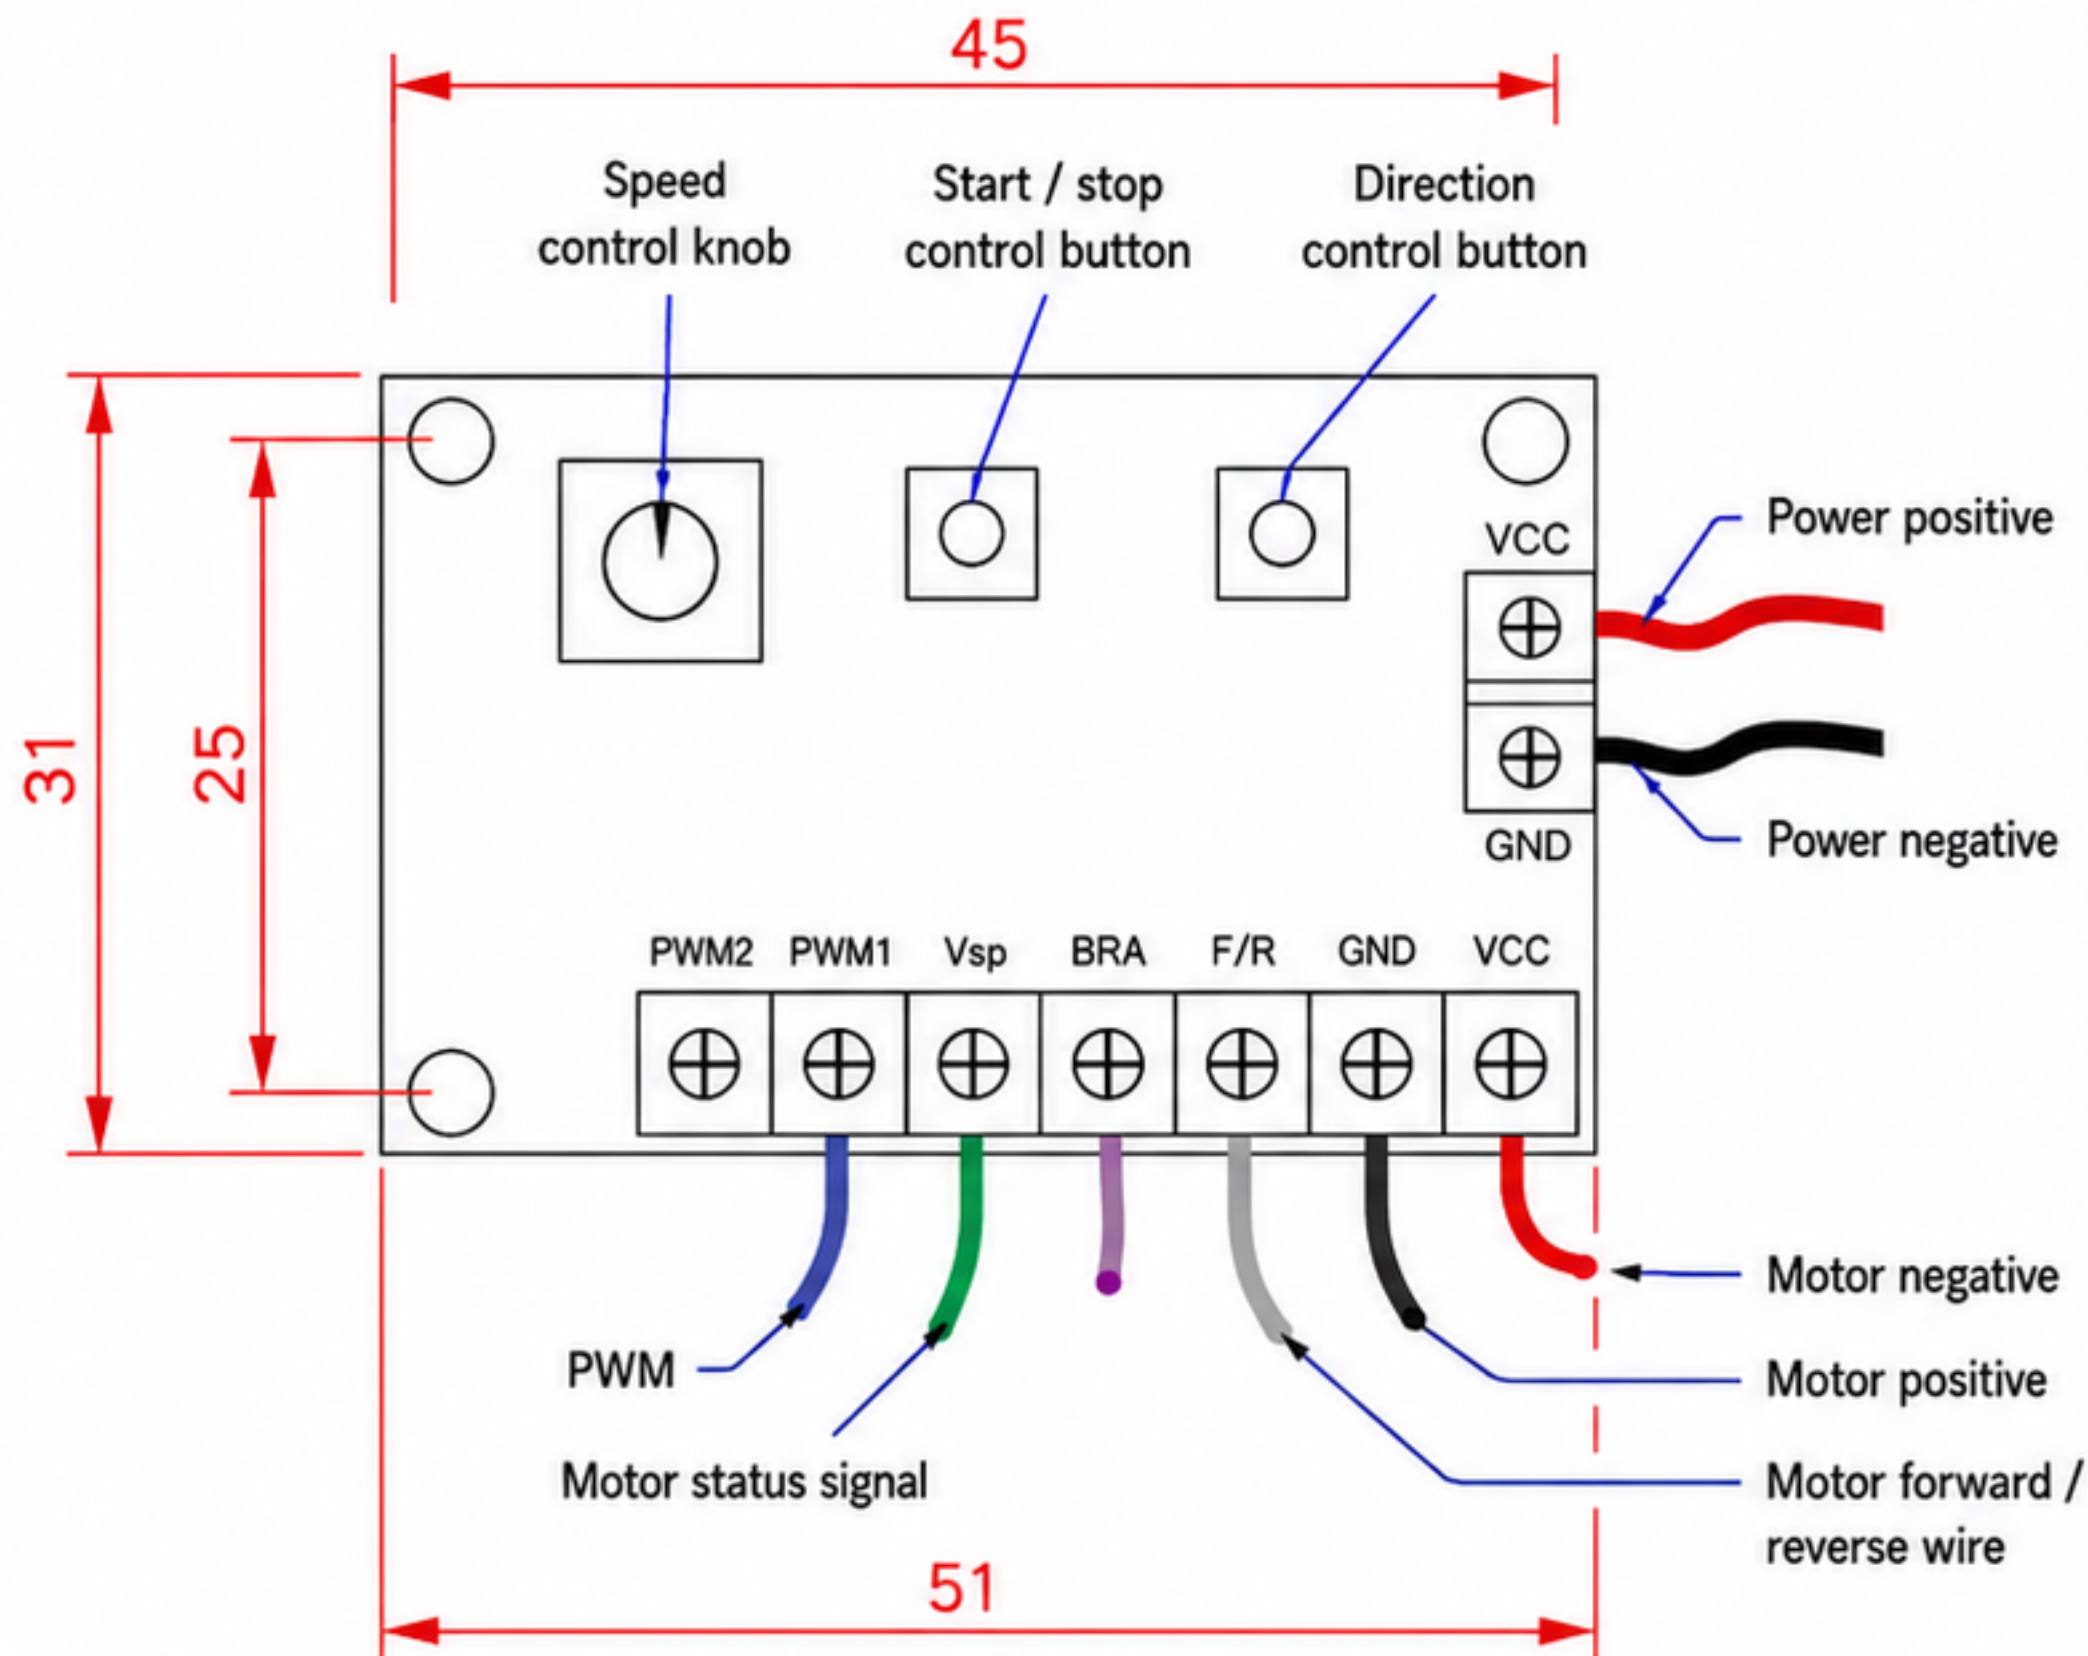 45
Speed
control knob
Start / stop
control button
Direction
control button
31
25
VCC
Power positive
GND
Power negative
PWM2
PWM1
Vsp
BRA
F/R
GND
VCC
PWM
Motor status signal
Motor negative
Motor positive
Motor forward /
reverse wire
51